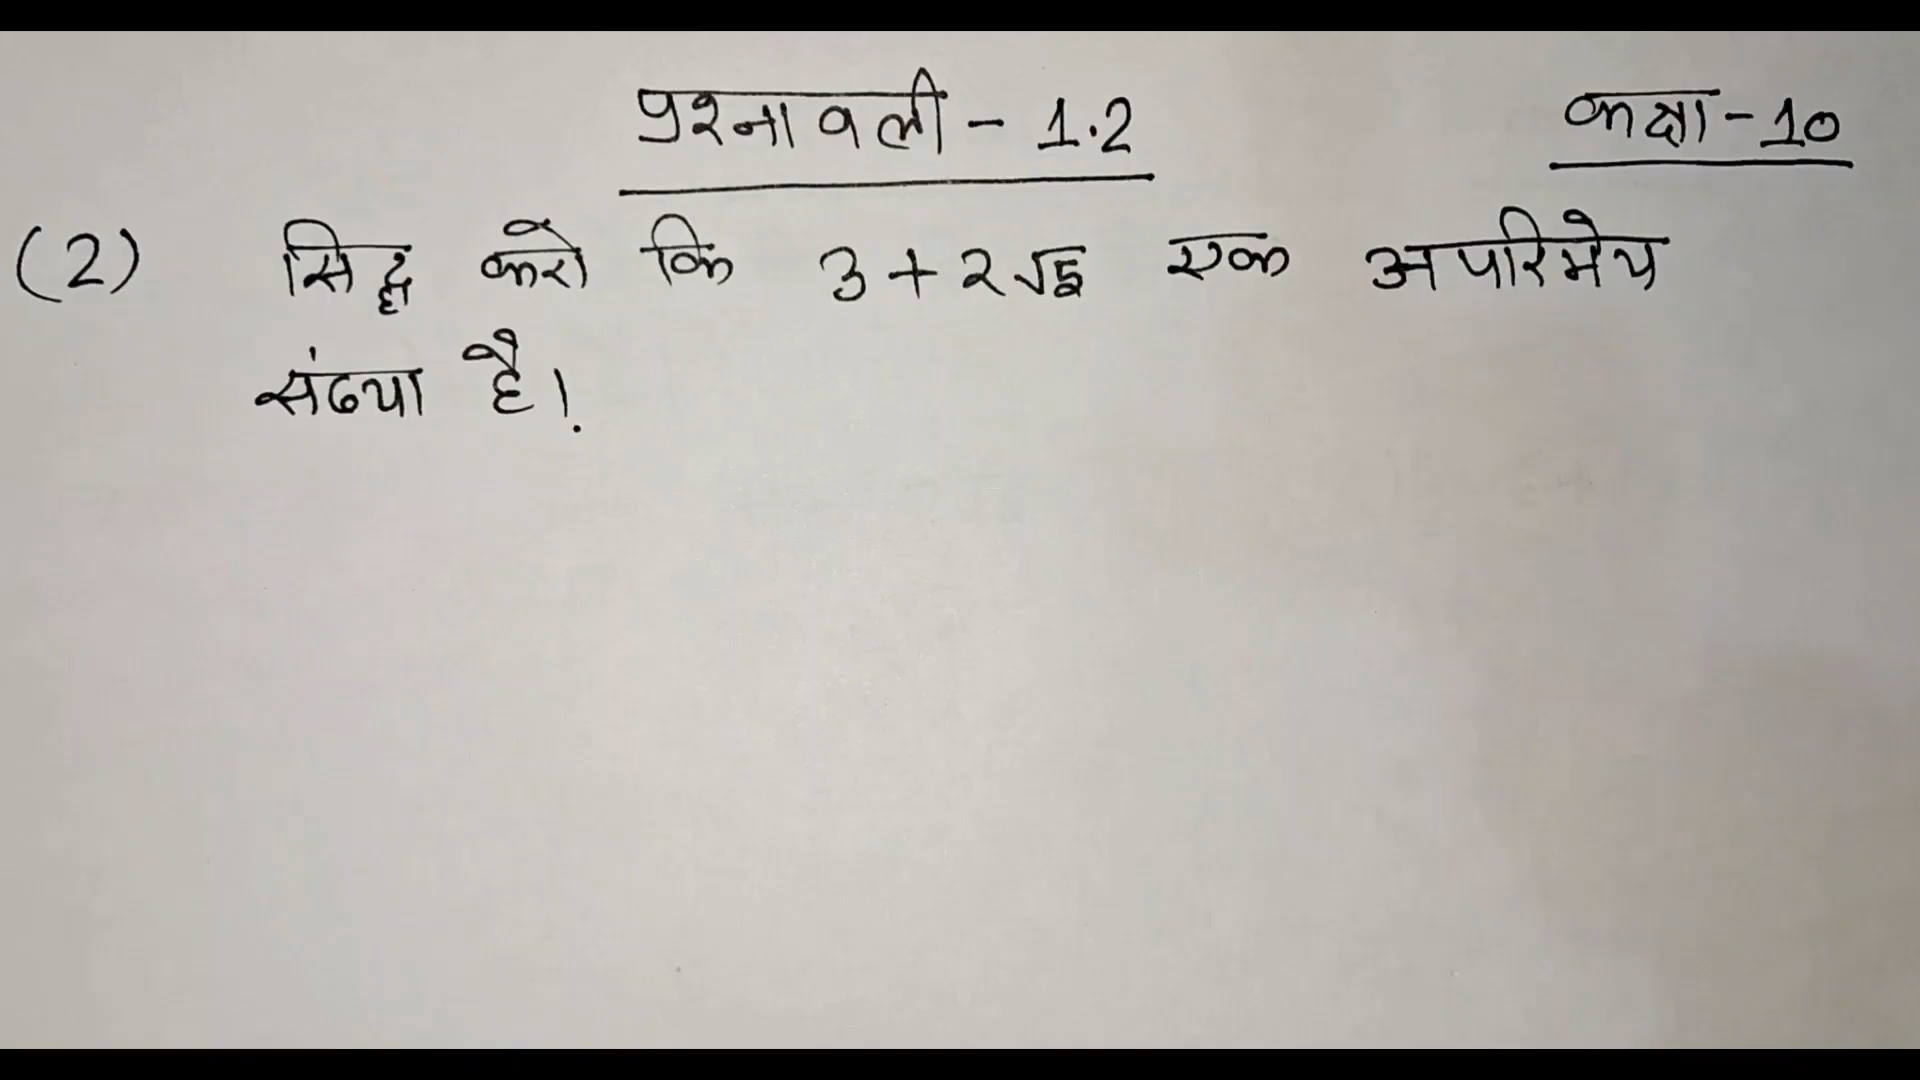 प्रश्नावली - 1.2
कक्षा - 10
(2) सिद्ध करो कि 3 + 2√5 एक अपरिमेय
संख्या है।